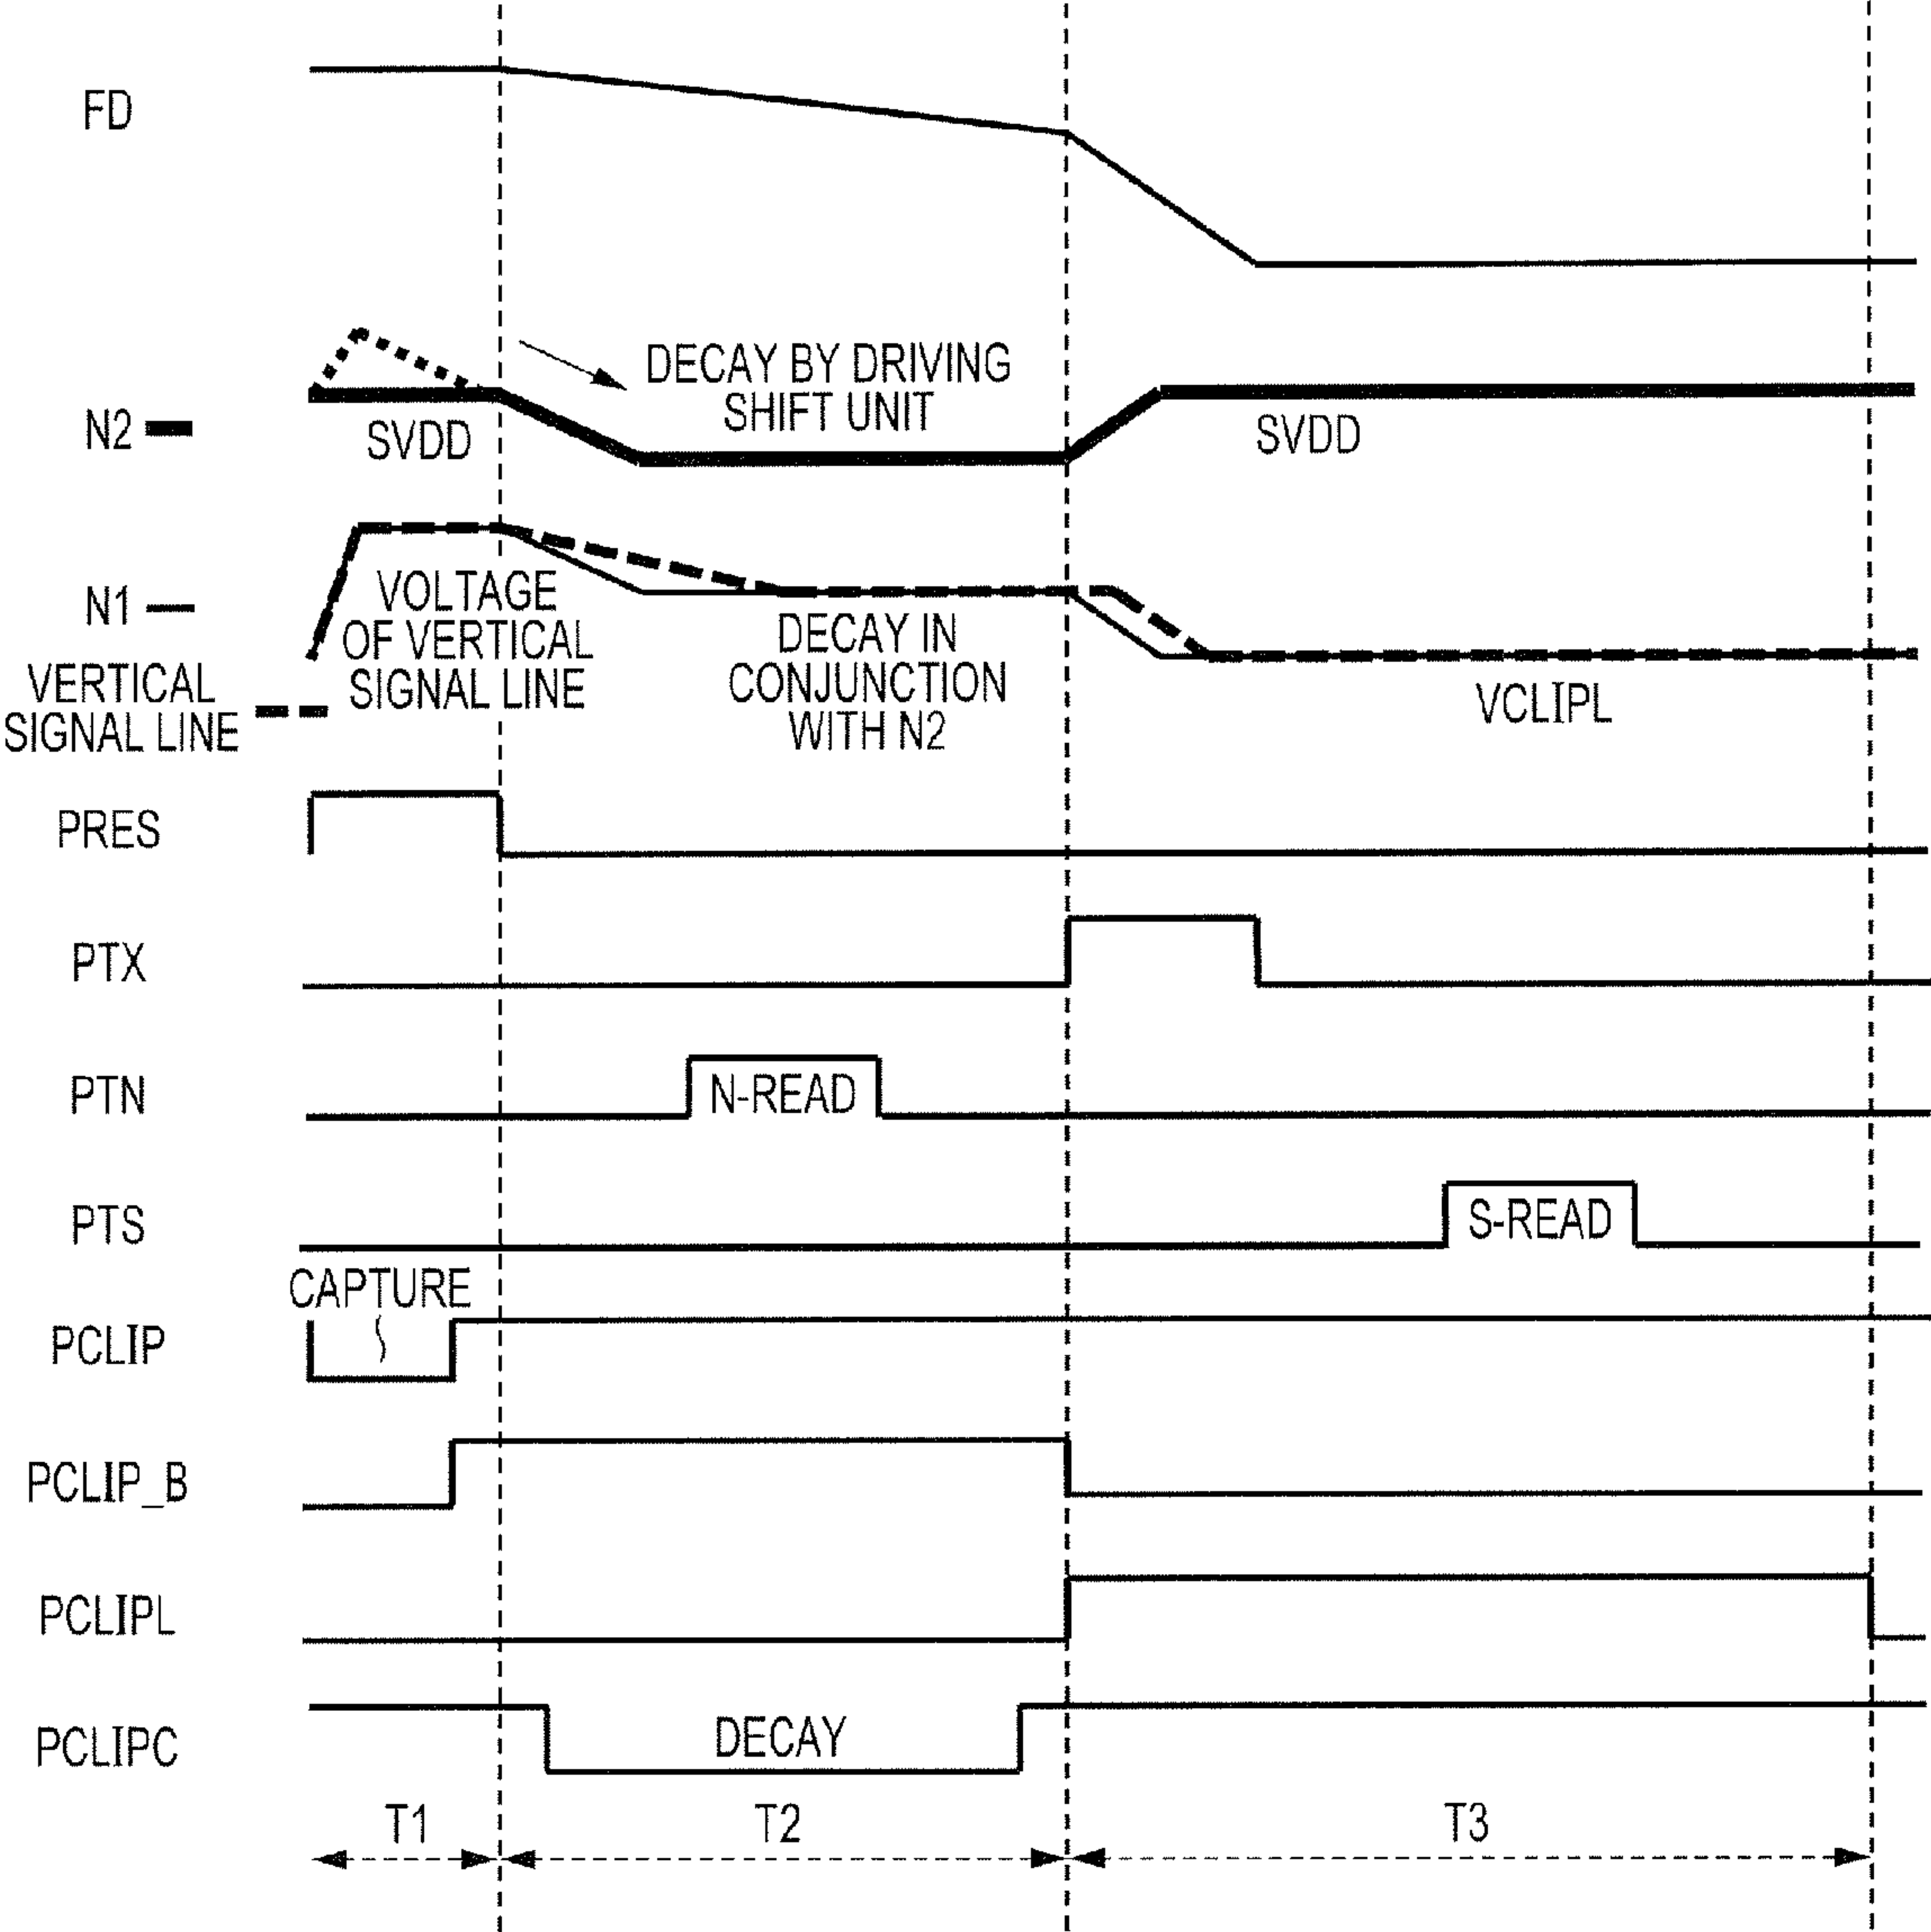 FD
DECAY BY DRIVING
SHIFT UNIT
N2
SVDD
SVDD
N1
VOLTAGE
OF VERTICAL
SIGNAL LINE
DECAY IN
CONJUNCTION
WITH N2
VERTICAL
SIGNAL LINE
VCLIPL
PRES
PTX
PTN
N-READ
PTS
S-READ
CAPTURE
PCLIP
PCLIP_B
PCLIPL
PCLIPC
DECAY
T1
T2
T3